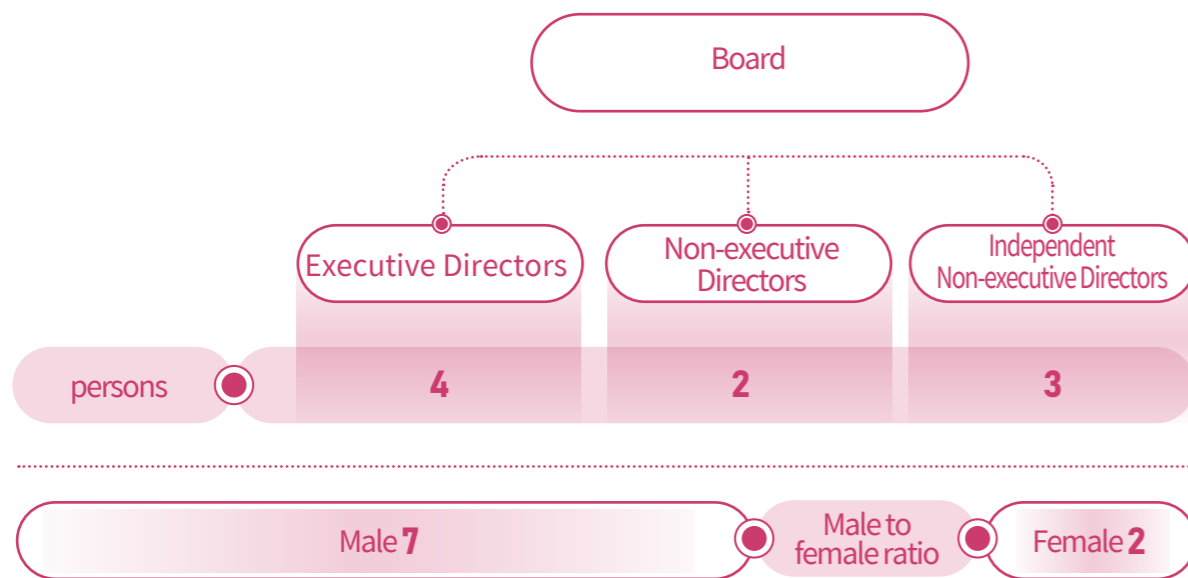 Board
Executive Directors
Non-executive
Directors
Independent
Non-executive Directors
persons
4
2
3
Male 7
Male to
female ratio
Female 2